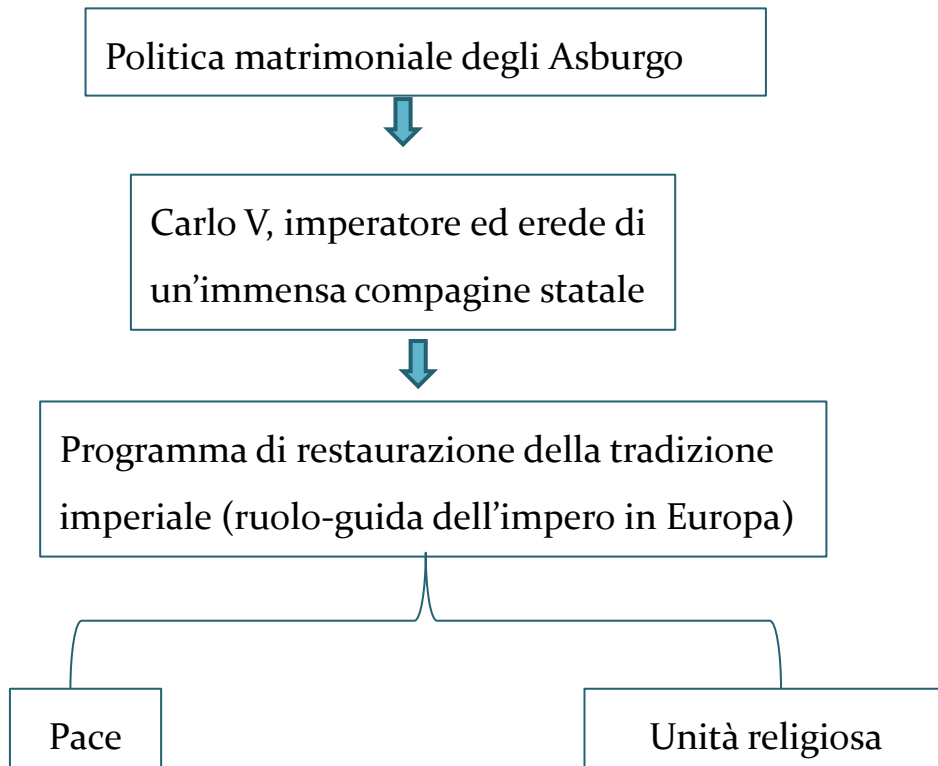 Politica matrimoniale degli Asburgo
Carlo V, imperatore ed erede di
un’immensa compagine statale
Programma di restaurazione della tradizione
imperiale (ruolo-guida dell’impero in Europa)
Pace
Unità religiosa